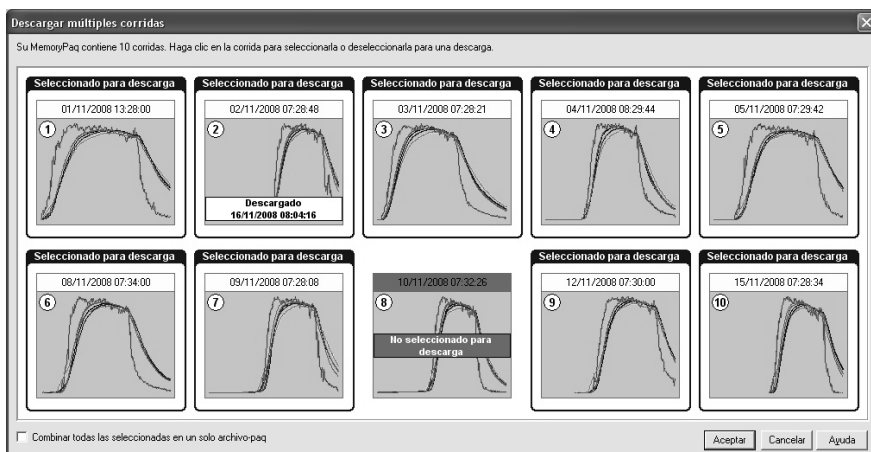 Descargar múltiples corridas
Su MemoryPaq contiene 10 corridas. Haga clic en la corrida para seleccionarla o deseleccionarla para una descarga.
Seleccionado para descarga
01/11/2008 13:28:00
1
Seleccionado para descarga
02/11/2008 07:28:48
2
Descargado
16/11/2008 08:04:16
Seleccionado para descarga
03/11/2008 07:28:21
3
Seleccionado para descarga
04/11/2008 08:29:44
4
Seleccionado para descarga
05/11/2008 07:29:42
5
Seleccionado para descarga
08/11/2008 07:34:00
6
Seleccionado para descarga
09/11/2008 07:28:08
7
10/11/2008 07:32:26
8
No seleccionado para
descarga
Seleccionado para descarga
12/11/2008 07:30:00
9
Seleccionado para descarga
15/11/2008 07:28:34
10
Combinar todas las seleccionadas en un solo archivo-paq
Aceptar
Cancelar
Ayuda